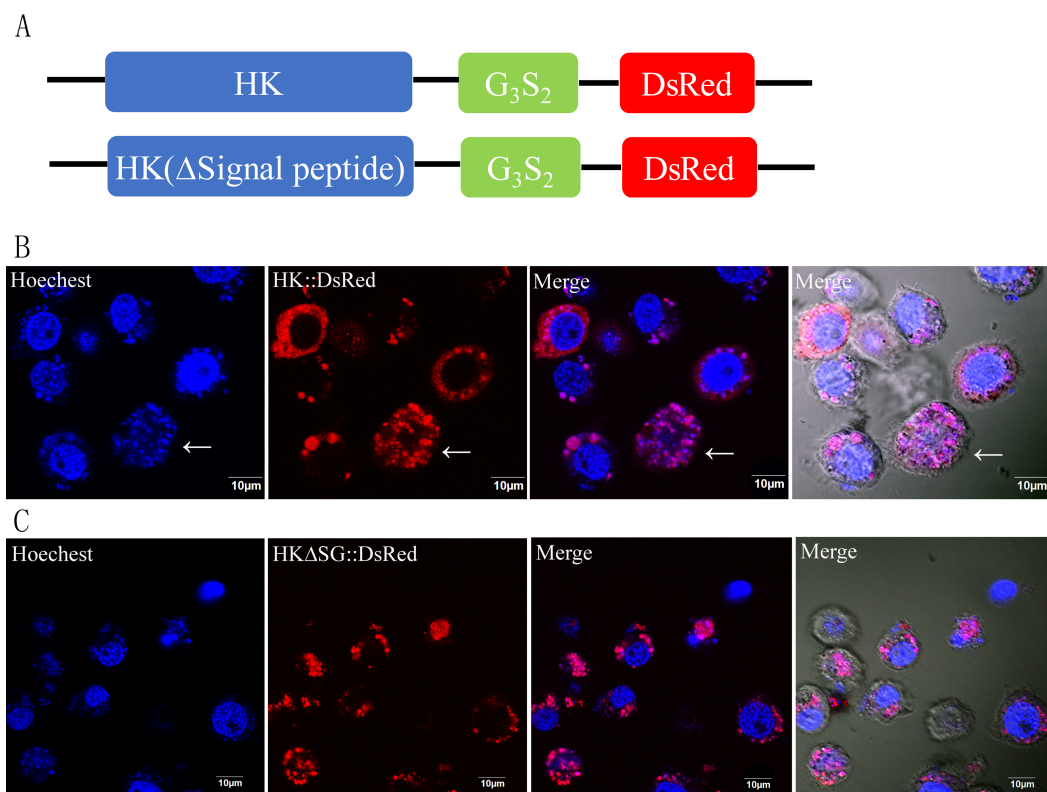 A
HK G₃S₂ DsRed
HK(ΔSignal peptide) G₃S₂ DsRed
B
Hoechest HK::DsRed Merge
10μm 10μm 10μm 10μm
C
Hoechest HKΔSG::DsRed Merge Merge
10μm 10μm 10μm 10μm